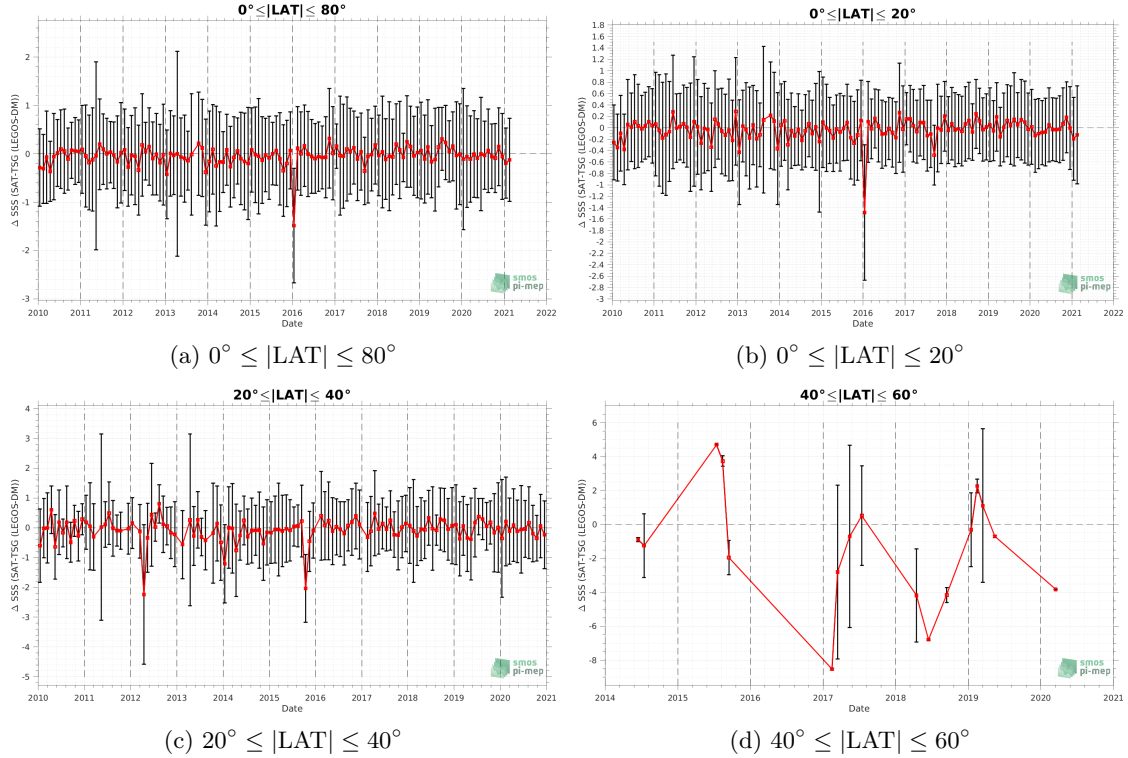 0°≤|LAT|≤ 80°
Δ SSS (SAT-TSG (LEGOS-DM))
2
1
0
-1
-2
-3
2010 2011 2012 2013 2014 2015 2016 2017 2018 2019 2020 2021 2022
Date
smos
pi-mep
(a) 0° ≤ |LAT| ≤ 80°
0°≤|LAT|≤ 20°
Δ SSS (SAT-TSG (LEGOS-DM))
1.8
1.6
1.4
1.2
1
0.8
0.6
0.4
0.2
0
-0.2
-0.4
-0.6
-0.8
-1
-1.2
-1.4
-1.6
-1.8
-2
-2.2
-2.4
-2.6
-2.8
-3
2010 2011 2012 2013 2014 2015 2016 2017 2018 2019 2020 2021 2022
Date
smos
pi-mep
(b) 0° ≤ |LAT| ≤ 20°
20°≤|LAT|≤ 40°
Δ SSS (SAT-TSG (LEGOS-DM))
4
3
2
1
0
-1
-2
-3
-4
-5
2010 2011 2012 2013 2014 2015 2016 2017 2018 2019 2020 2021
Date
smos
pi-mep
(c) 20° ≤ |LAT| ≤ 40°
40°≤|LAT|≤ 60°
Δ SSS (SAT-TSG (LEGOS-DM))
6
4
2
0
-2
-4
-6
-8
2014 2015 2016 2017 2018 2019 2020 2021
Date
smos
pi-mep
(d) 40° ≤ |LAT| ≤ 60°